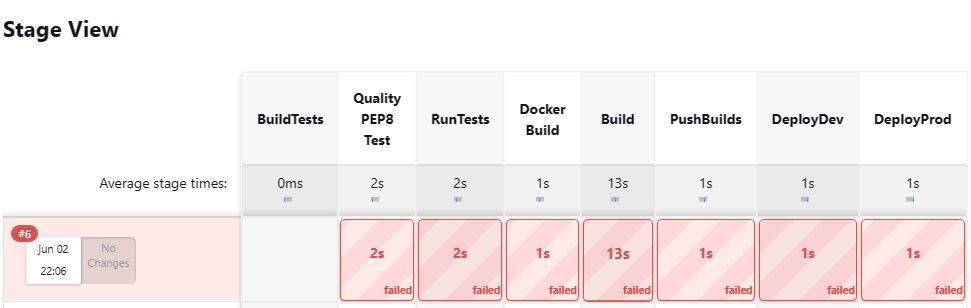 Stage View
BuildTests
Quality
PEP8
Test
RunTests
Docker
Build
Build
PushBuilds
DeployDev
DeployProd
Average stage times:
0ms
2s
2s
1s
13s
1s
1s
1s
#6
jun 02
22:06
No
Changes
2s
failed
2s
failed
1s
failed
13s
failed
1s
failed
1s
failed
1s
failed